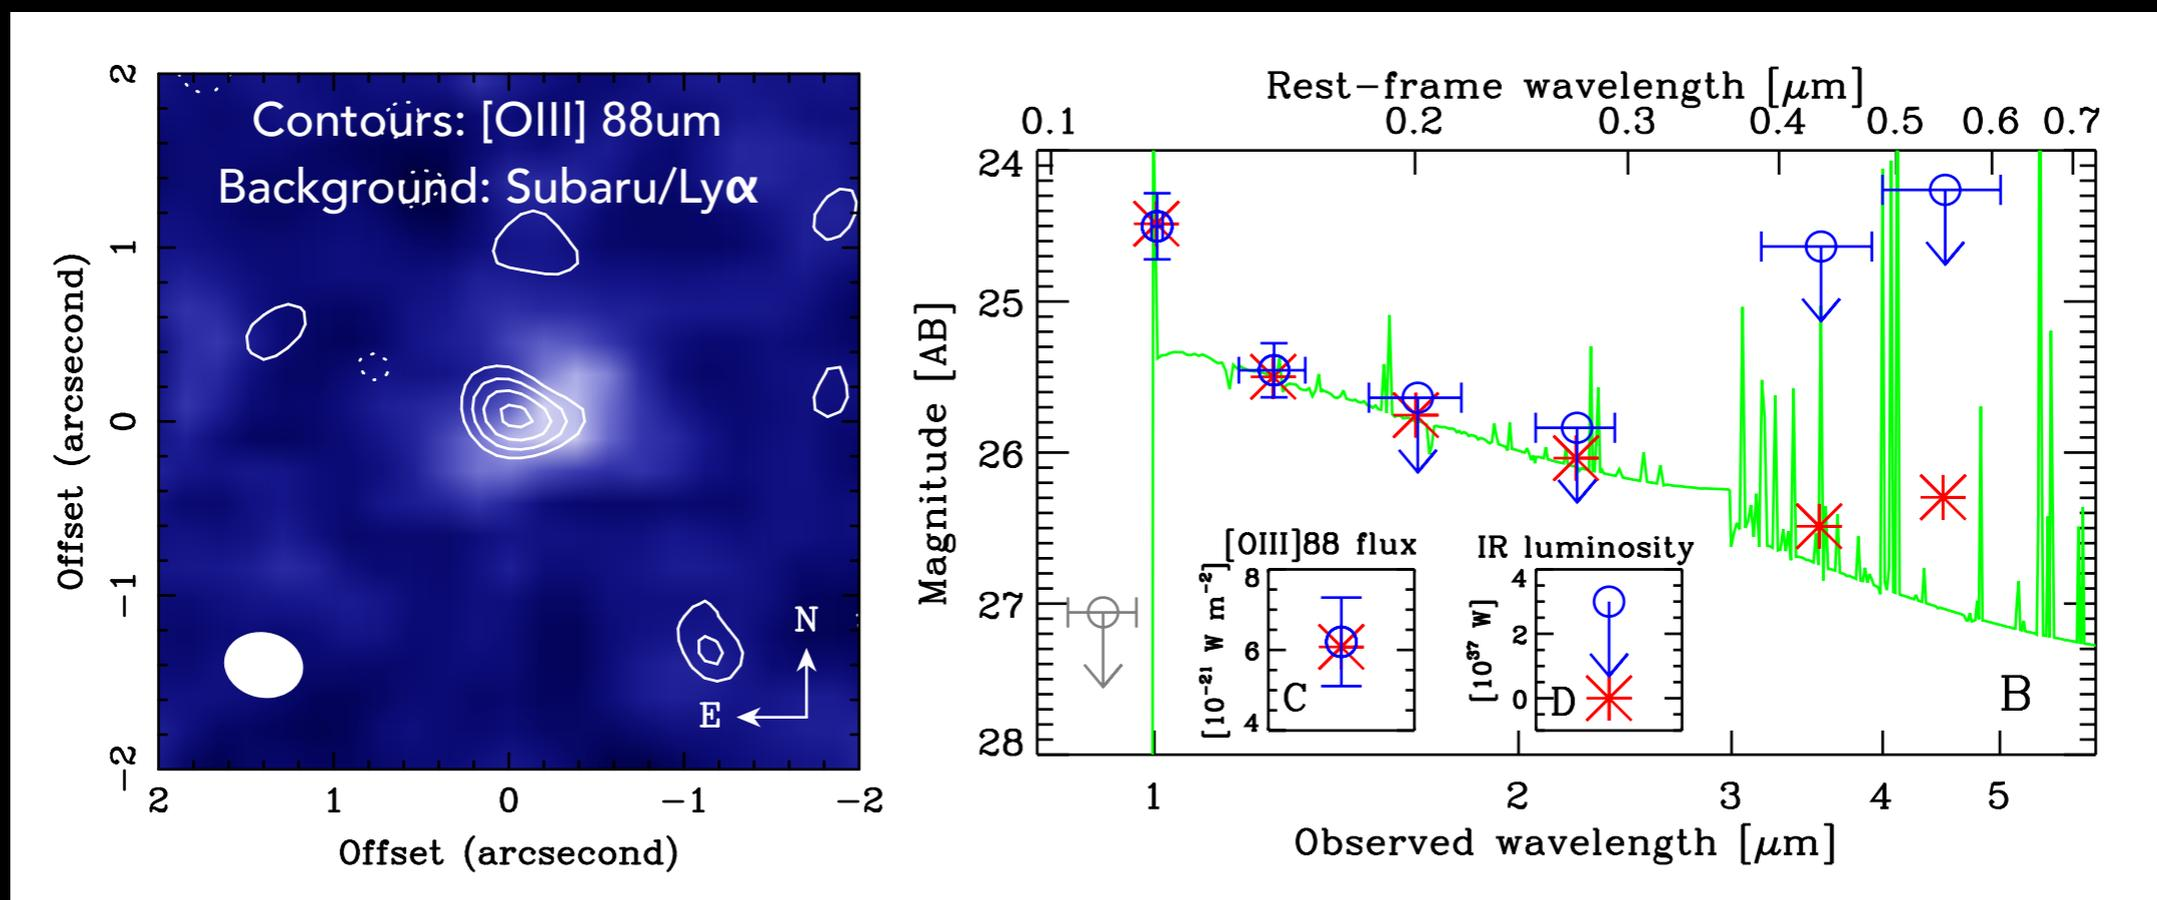 Contours: [OIII] 88um
Background: Subaru/Lyα
2
1
0
−1
−2
Offset (arcsecond)
N
E
2 1 0 −1 −2
Offset (arcsecond)
Rest−frame wavelength [μm]
0.1 0.2 0.3 0.4 0.5 0.6 0.7
24
25
26
27
28
Magnitude [AB]
[OIII]88 flux
8
6
4
[10⁻²¹ W m⁻²]
C
IR luminosity
4
2
0
[10³⁷ W]
D
B
1 2 3 4 5
Observed wavelength [μm]